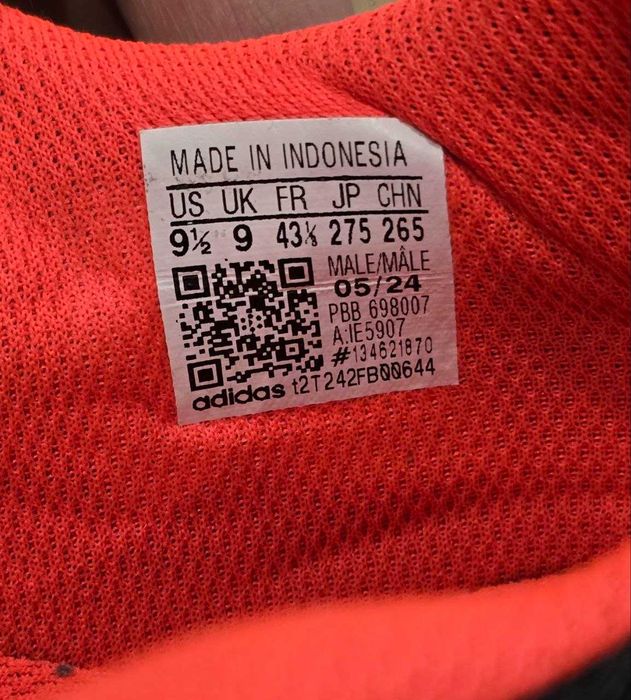 MADE IN INDONESIA
US UK FR JP CHN
9½ 9 43⅓ 275 265
MALE/MÂLE
05/24
PBB 698007
A:IE5907
#134621870
adidas t2T242FB00644